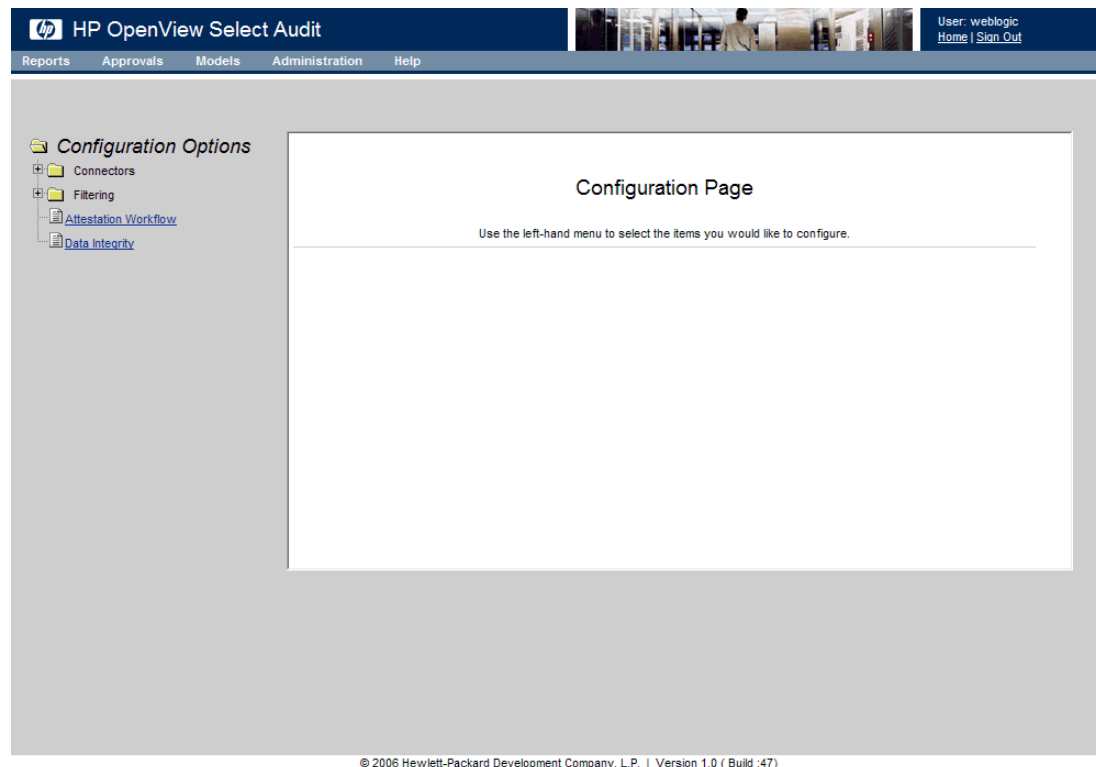 hp HP OpenView Select Audit
User: weblogic
Home | Sign Out
Reports Approvals Models Administration Help
Configuration Options
Connectors
Filtering
Attestation Workflow
Data Integrity
Configuration Page
Use the left-hand menu to select the items you would like to configure.
© 2006 Hewlett-Packard Development Company, L.P. | Version 1.0 ( Build :47)